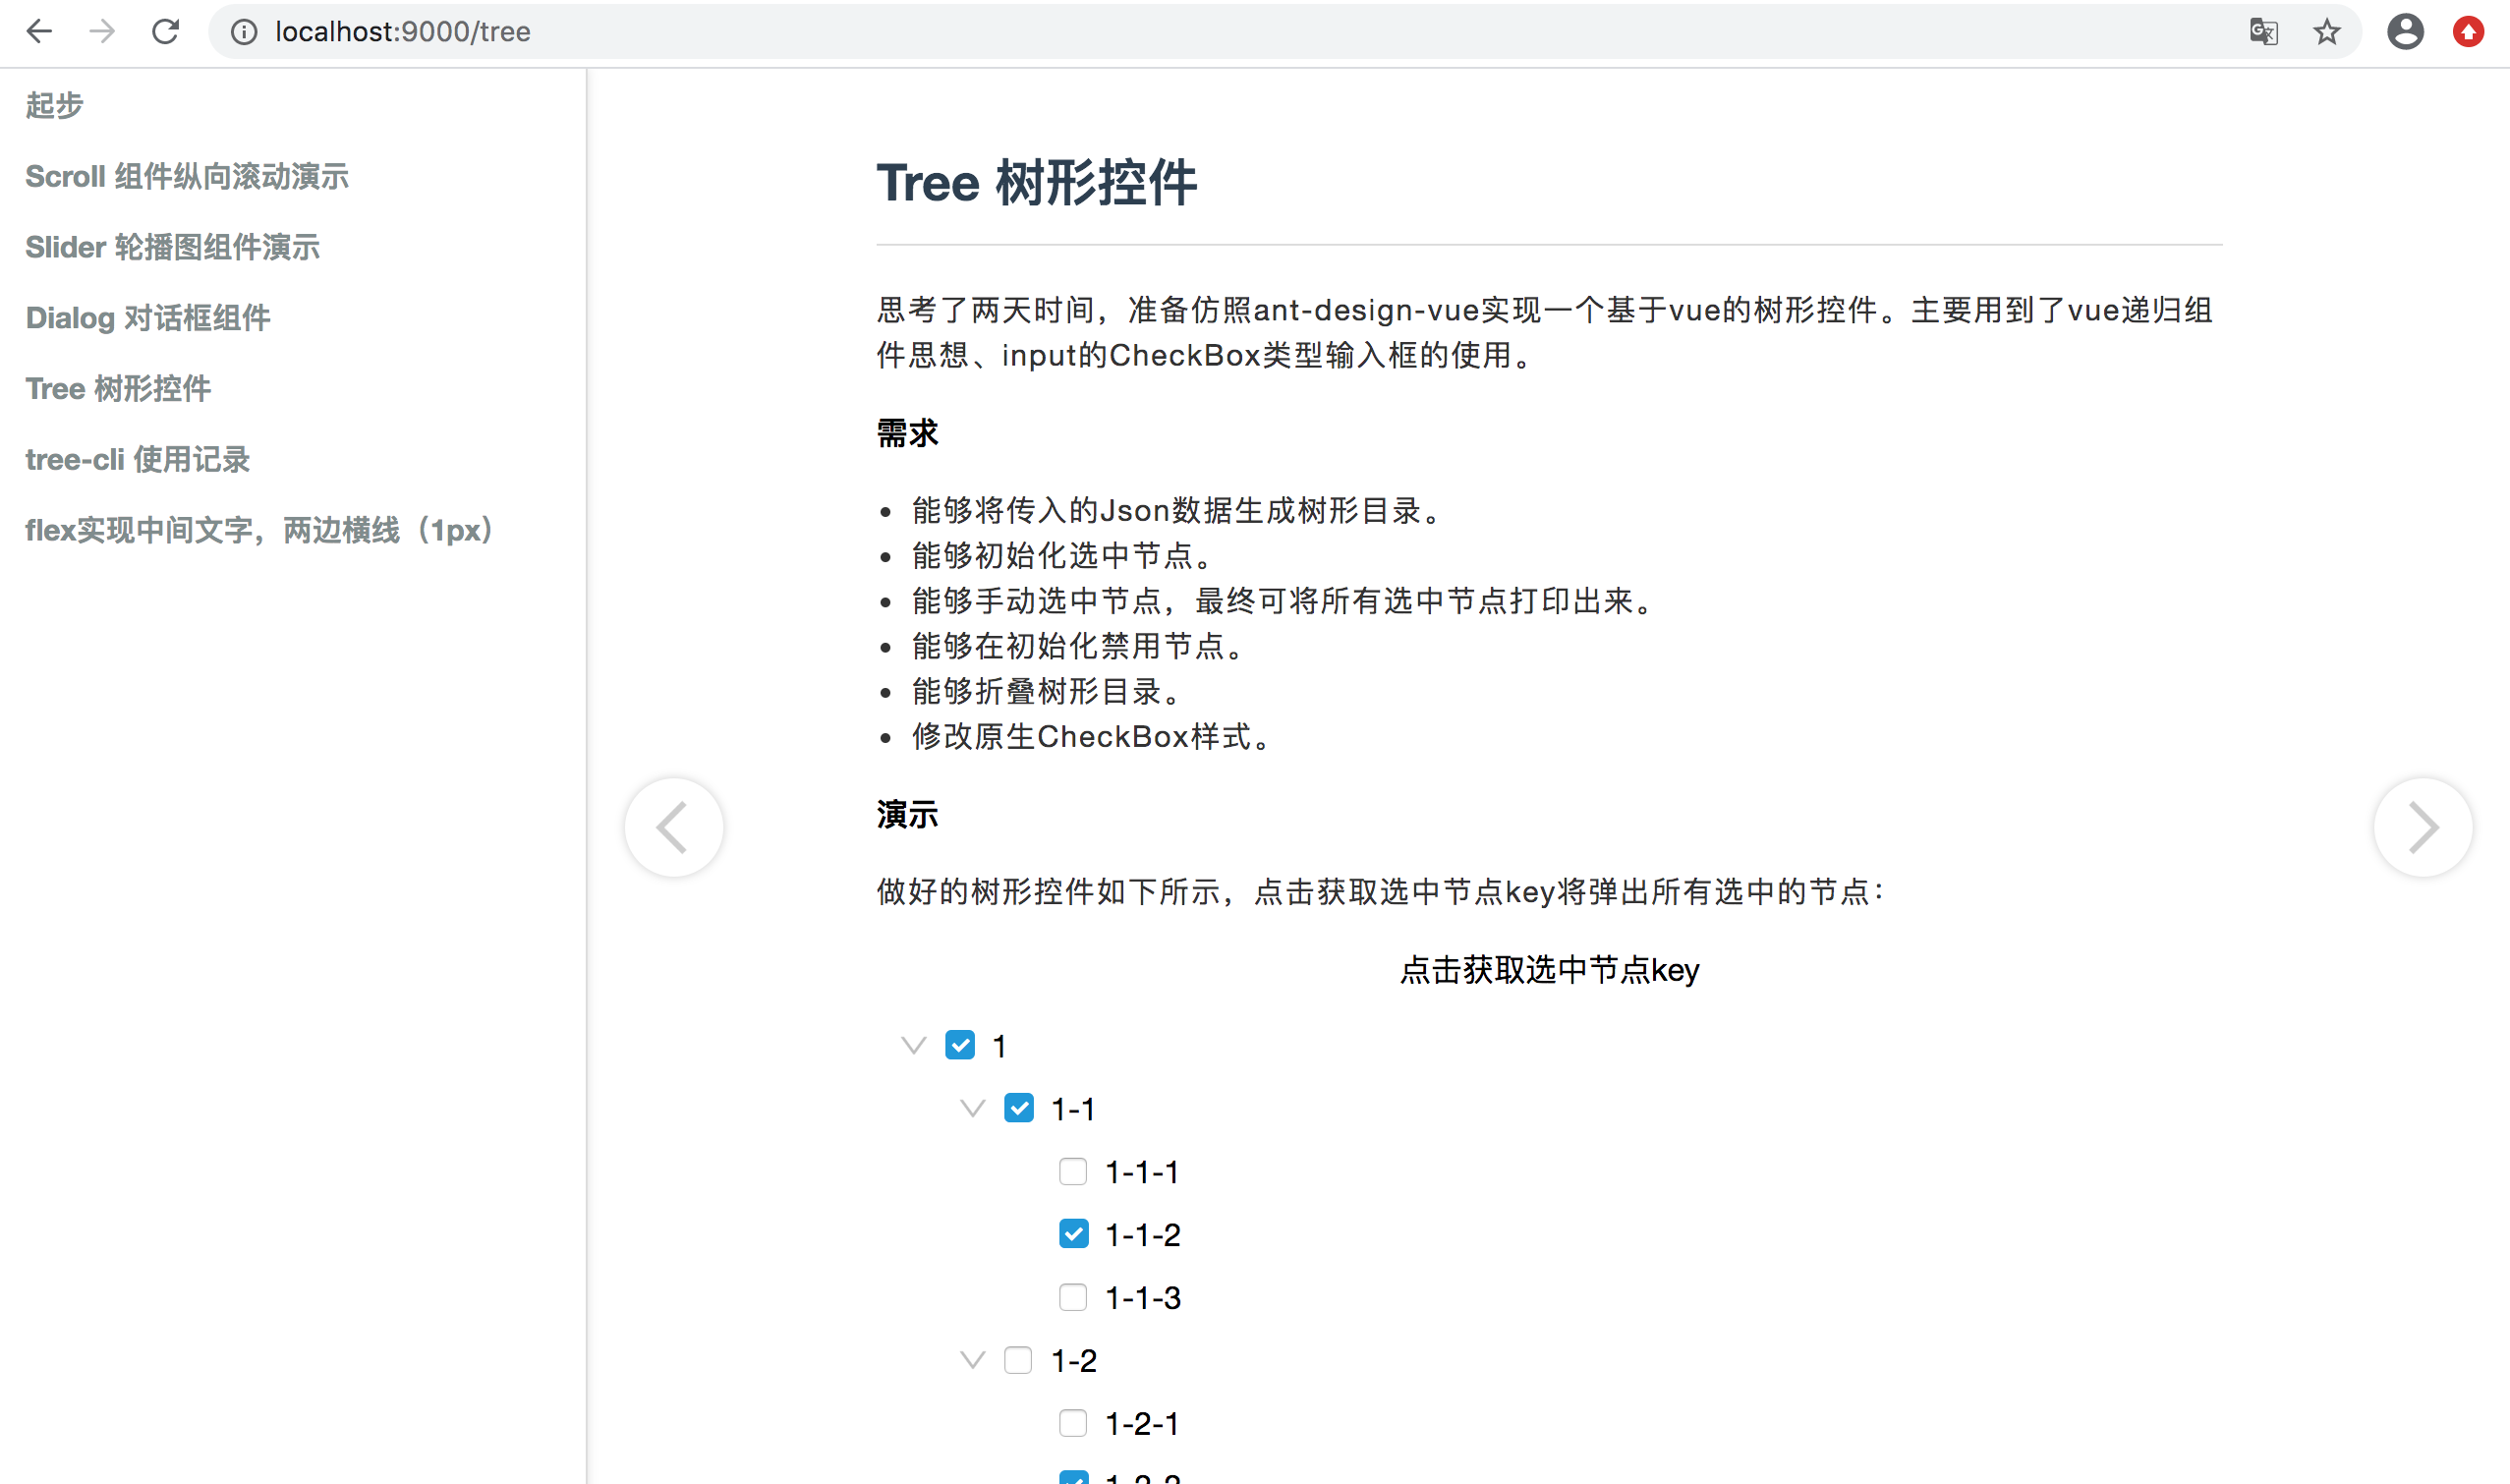 localhost:9000/tree
起步
Scroll 组件纵向滚动演示
Slider 轮播图组件演示
Dialog 对话框组件
Tree 树形控件
tree-cli 使用记录
flex实现中间文字，两边横线（1px）
Tree 树形控件
思考了两天时间，准备仿照ant-design-vue实现一个基于vue的树形控件。主要用到了vue递归组
件思想、input的CheckBox类型输入框的使用。
需求
能够将传入的Json数据生成树形目录。
能够初始化选中节点。
能够手动选中节点，最终可将所有选中节点打印出来。
能够在初始化禁用节点。
能够折叠树形目录。
修改原生CheckBox样式。
演示
做好的树形控件如下所示，点击获取选中节点key将弹出所有选中的节点：
点击获取选中节点key
1
1-1
1-1-1
1-1-2
1-1-3
1-2
1-2-1